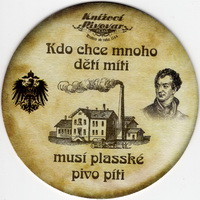 Knížecí
Pivovar
Kdo chce mnoho
dětí míti
musí plasské
pivo píti